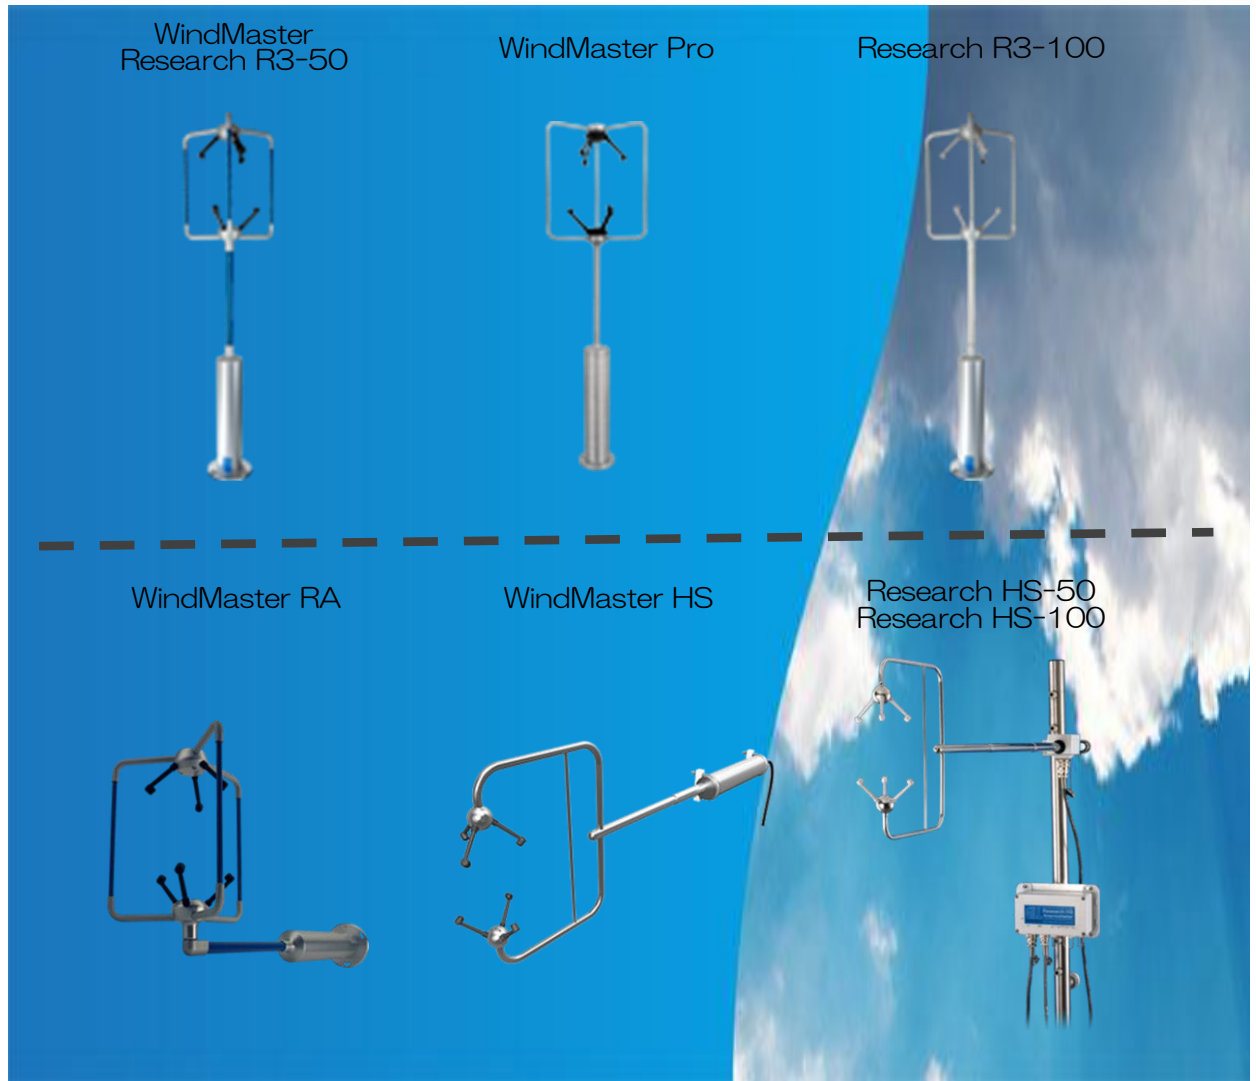 WindMaster
Research R3-50
WindMaster Pro
Research R3-100
WindMaster RA
WindMaster HS
Research HS-50
Research HS-100